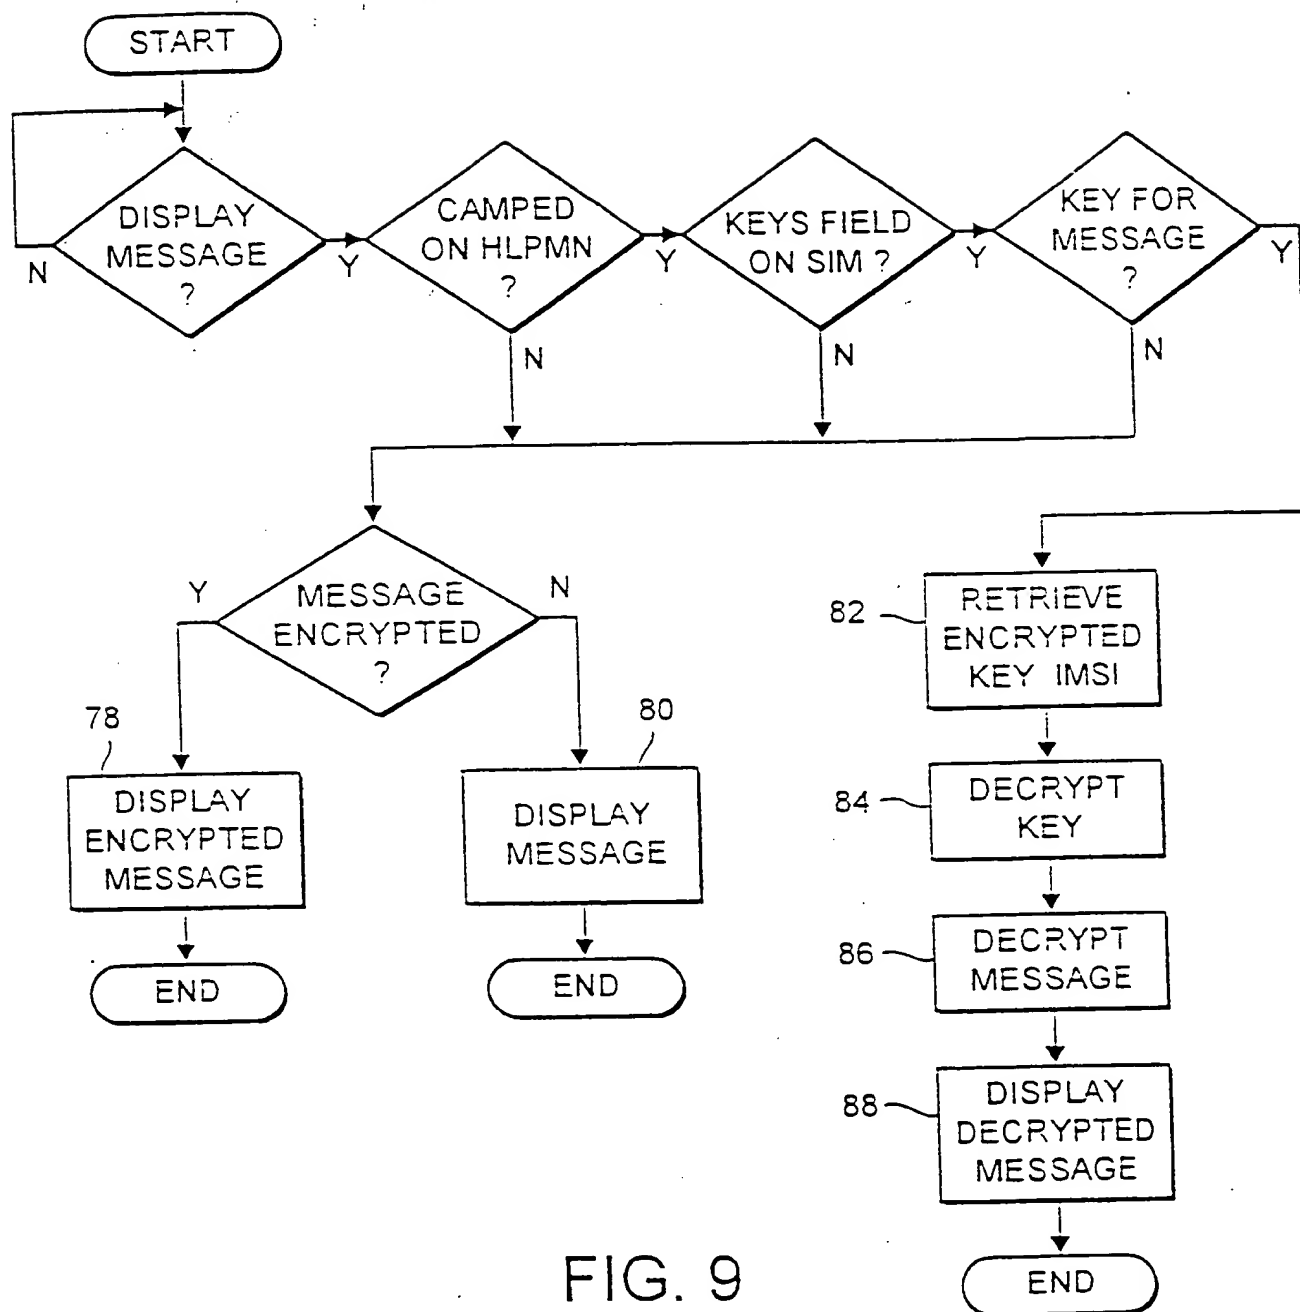 START
DISPLAY
MESSAGE
?
N
Y
CAMPED
ON HLPMN
?
Y
N
KEYS FIELD
ON SIM ?
Y
N
KEY FOR
MESSAGE
?
Y
N
MESSAGE
ENCRYPTED
?
Y
N
78
DISPLAY
ENCRYPTED
MESSAGE
END
80
DISPLAY
MESSAGE
END
82
RETRIEVE
ENCRYPTED
KEY IMSI
84
DECRYPT
KEY
86
DECRYPT
MESSAGE
88
DISPLAY
DECRYPTED
MESSAGE
END
FIG. 9